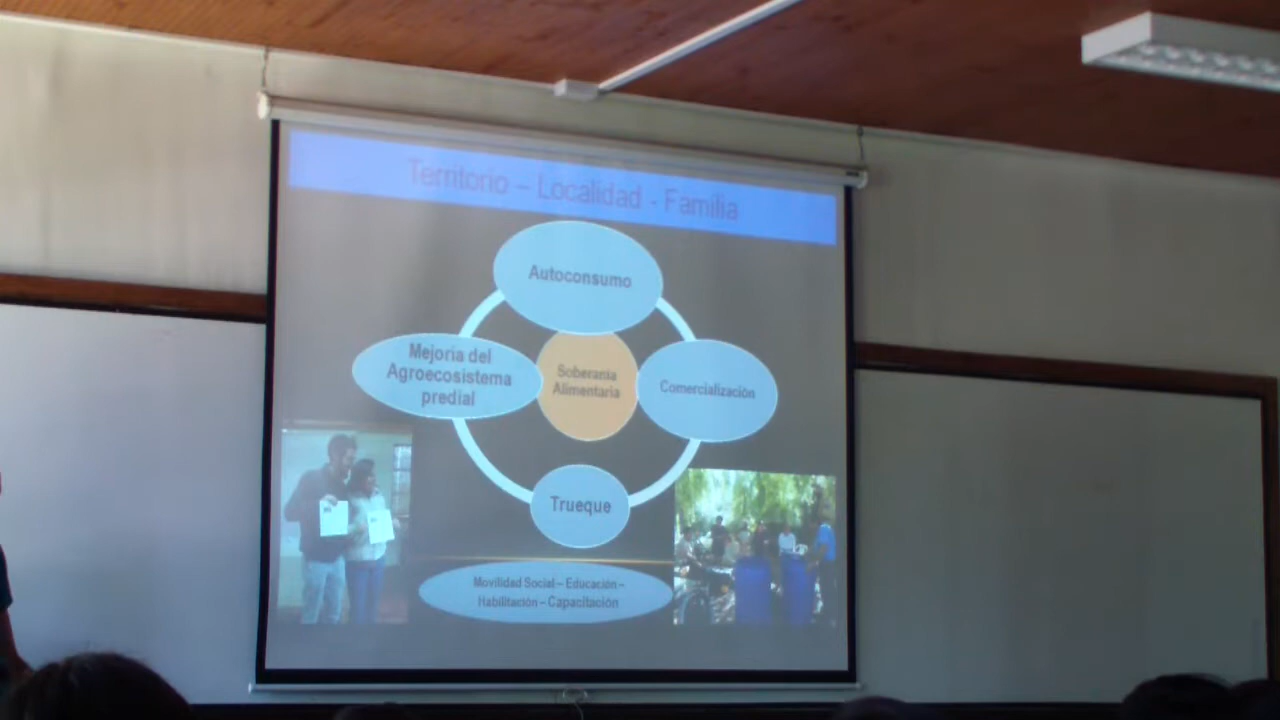 Territorio – Localidad - Familia
Autoconsumo
Mejoría del
Agroecosistema
predial
Soberanía
Alimentaria
Comercialización
Trueque
Movilidad Social – Educación –
Habilitación – Capacitación